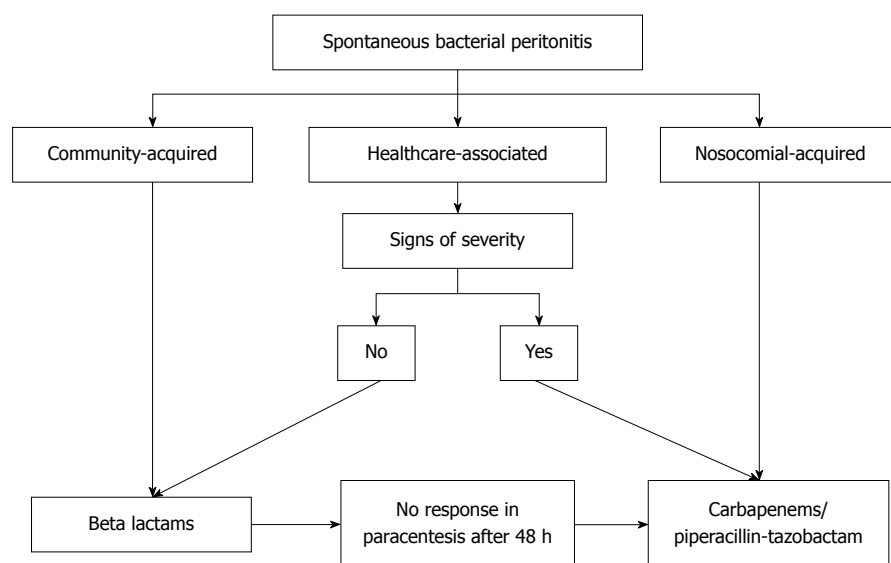 Spontaneous bacterial peritonitis
Community-acquired
Healthcare-associated
Nosocomial-acquired
Signs of severity
No
Yes
Beta lactams
No response in
paracentesis after 48 h
Carbapenems/
piperacillin-tazobactam